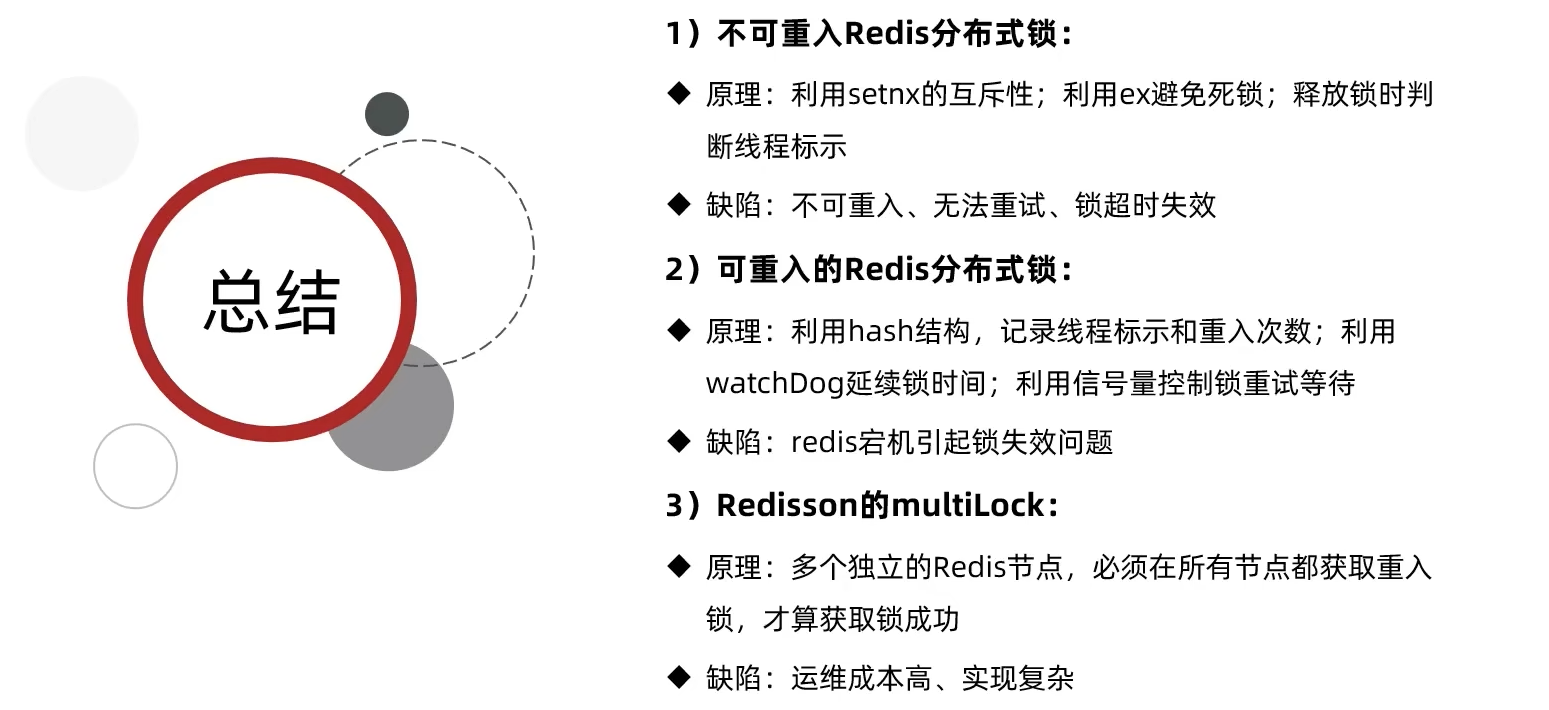 总结
1）不可重入Redis分布式锁：
◆ 原理：利用setnx的互斥性；利用ex避免死锁；释放锁时判
断线程标示
◆ 缺陷：不可重入、无法重试、锁超时失效
2）可重入的Redis分布式锁：
◆ 原理：利用hash结构，记录线程标示和重入次数；利用
watchDog延续锁时间；利用信号量控制锁重试等待
◆ 缺陷：redis宕机引起锁失效问题
3）Redisson的multiLock：
◆ 原理：多个独立的Redis节点，必须在所有节点都获取重入
锁，才算获取锁成功
◆ 缺陷：运维成本高、实现复杂